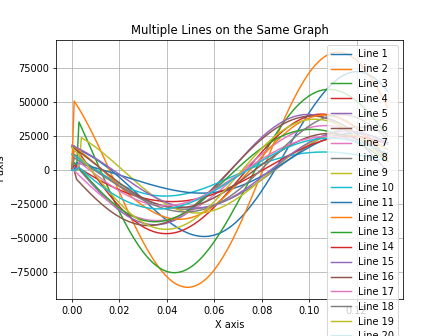 Multiple Lines on the Same Graph
75000
50000
25000
0
−25000
−50000
−75000
0.00
0.02
0.04
0.06
0.08
0.10
X axis
Line 1
Line 2
Line 3
Line 4
Line 5
Line 6
Line 7
Line 8
Line 9
Line 10
Line 11
Line 12
Line 13
Line 14
Line 15
Line 16
Line 17
Line 18
Line 19
Line 20